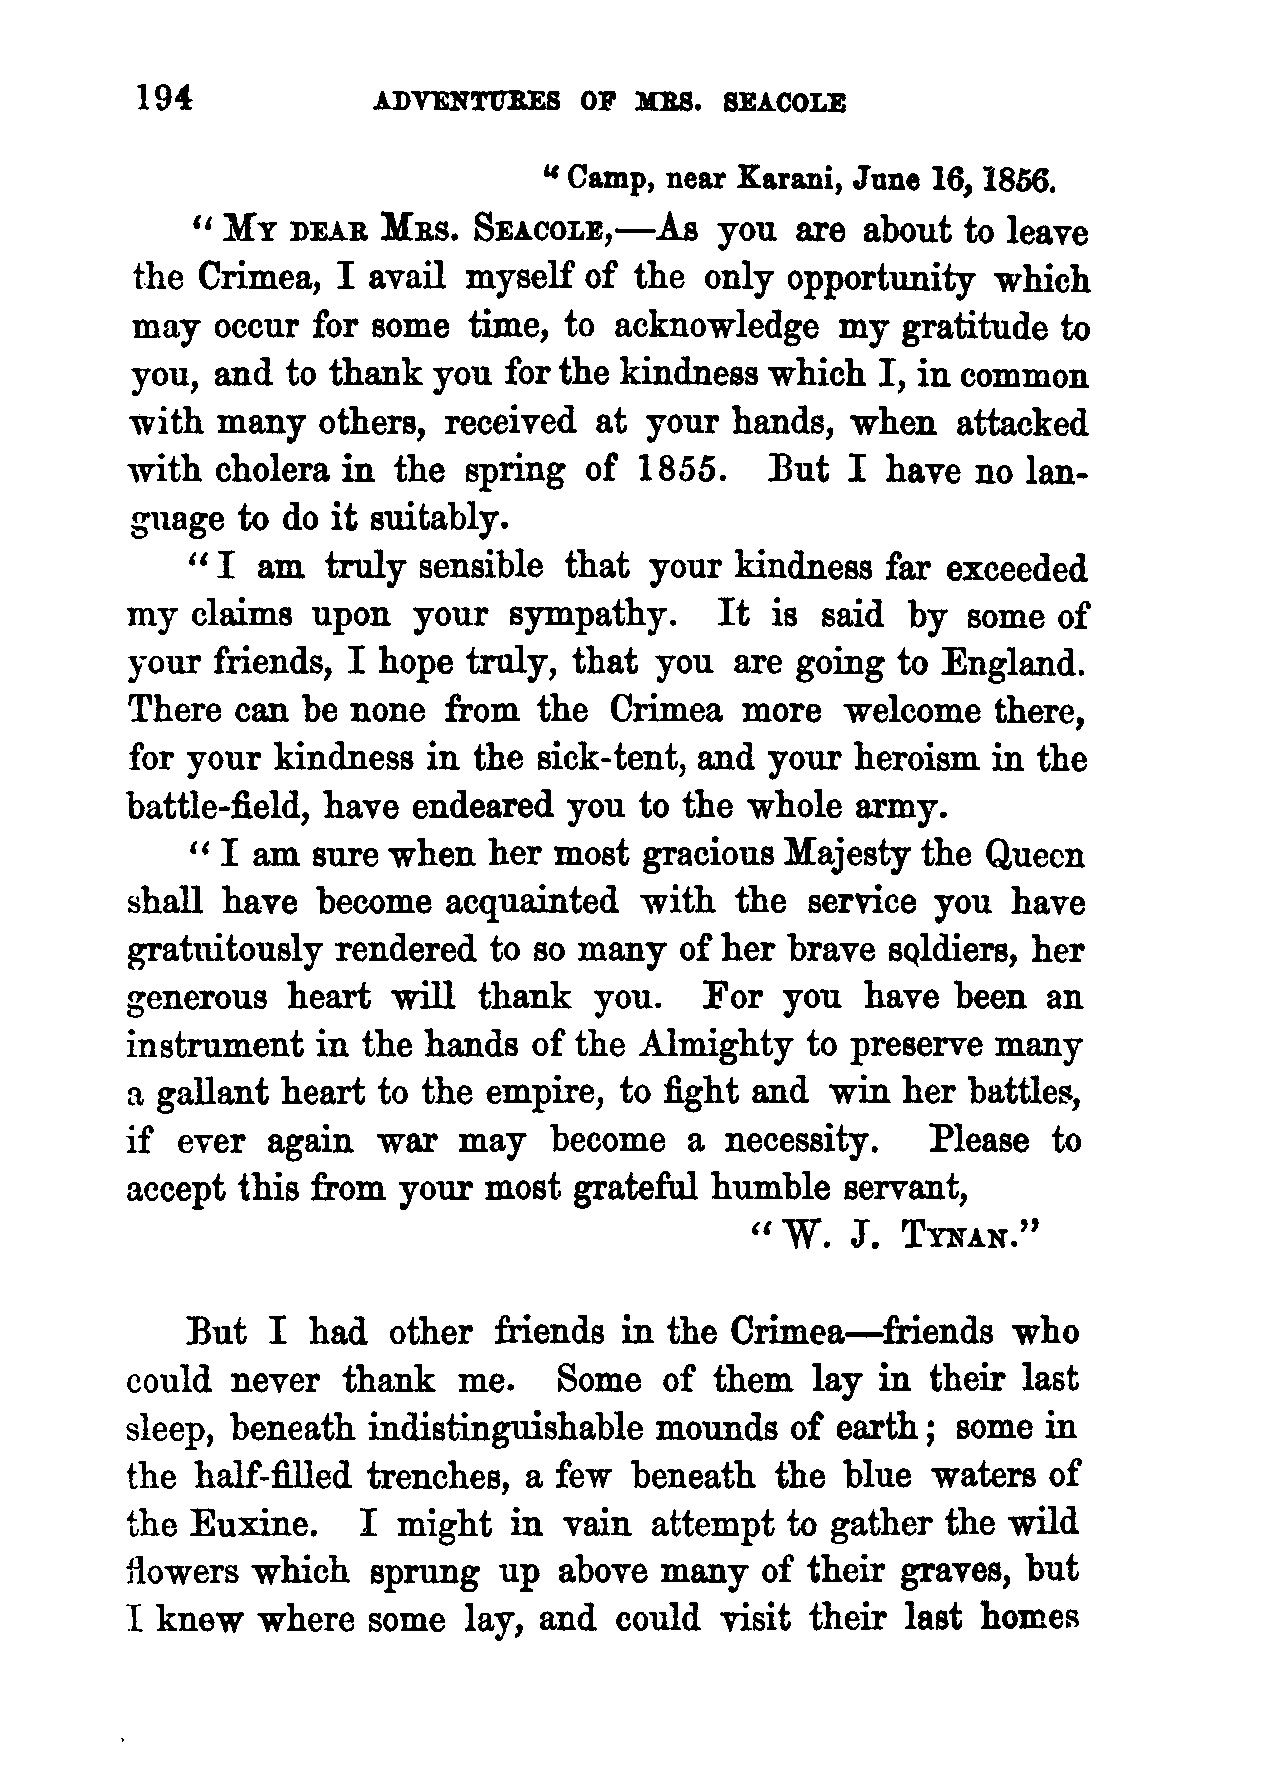 194 ADVENTURES OF MRS. SEACOLE
“ Camp, near Karani, June 16, 1856.
“ MY DEAR MRS. SEACOLE,—As you are about to leave
the Crimea, I avail myself of the only opportunity which
may occur for some time, to acknowledge my gratitude to
you, and to thank you for the kindness which I, in common
with many others, received at your hands, when attacked
with cholera in the spring of 1855. But I have no lan-
guage to do it suitably.
“ I am truly sensible that your kindness far exceeded
my claims upon your sympathy. It is said by some of
your friends, I hope truly, that you are going to England.
There can be none from the Crimea more welcome there,
for your kindness in the sick-tent, and your heroism in the
battle-field, have endeared you to the whole army.
“ I am sure when her most gracious Majesty the Queen
shall have become acquainted with the service you have
gratuitously rendered to so many of her brave soldiers, her
generous heart will thank you. For you have been an
instrument in the hands of the Almighty to preserve many
a gallant heart to the empire, to fight and win her battles,
if ever again war may become a necessity. Please to
accept this from your most grateful humble servant,
“ W. J. TYNAN.”
But I had other friends in the Crimea—friends who
could never thank me. Some of them lay in their last
sleep, beneath indistinguishable mounds of earth; some in
the half-filled trenches, a few beneath the blue waters of
the Euxine. I might in vain attempt to gather the wild
flowers which sprung up above many of their graves, but
I knew where some lay, and could visit their last homes